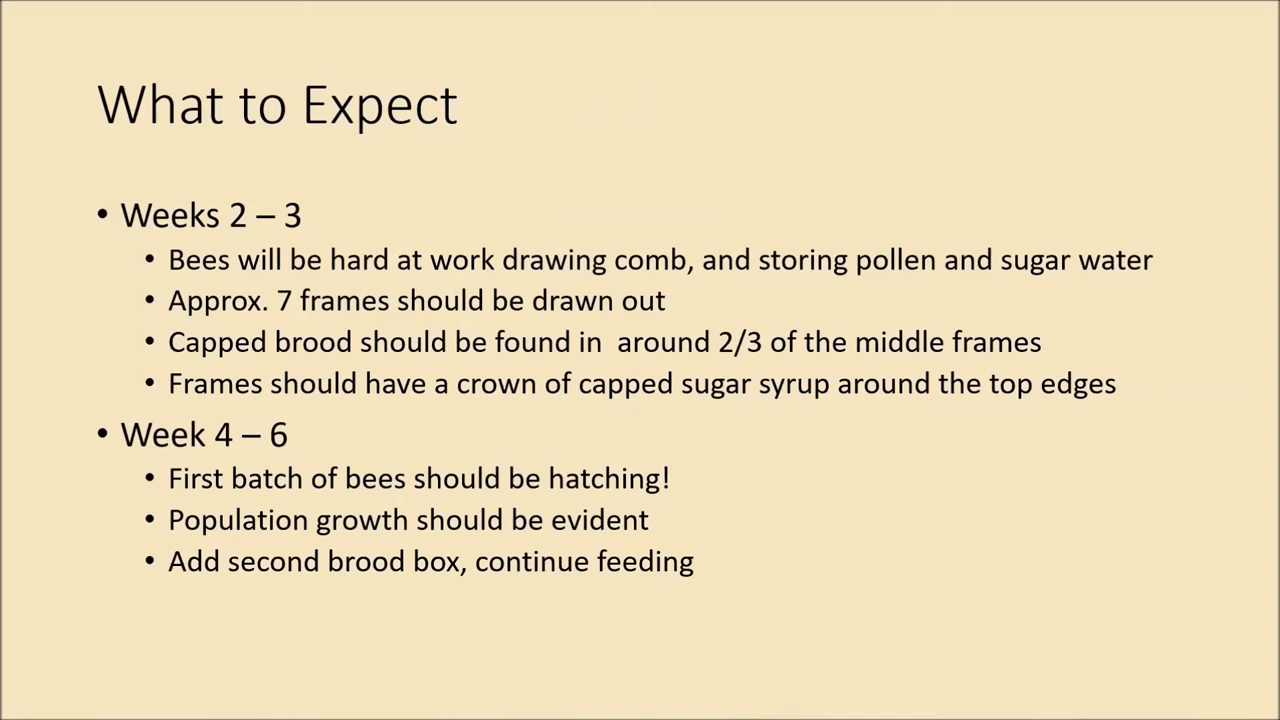 What to Expect
• Weeks 2 – 3
• Bees will be hard at work drawing comb, and storing pollen and sugar water
• Approx. 7 frames should be drawn out
• Capped brood should be found in  around 2/3 of the middle frames
• Frames should have a crown of capped sugar syrup around the top edges
• Week 4 – 6
• First batch of bees should be hatching!
• Population growth should be evident
• Add second brood box, continue feeding